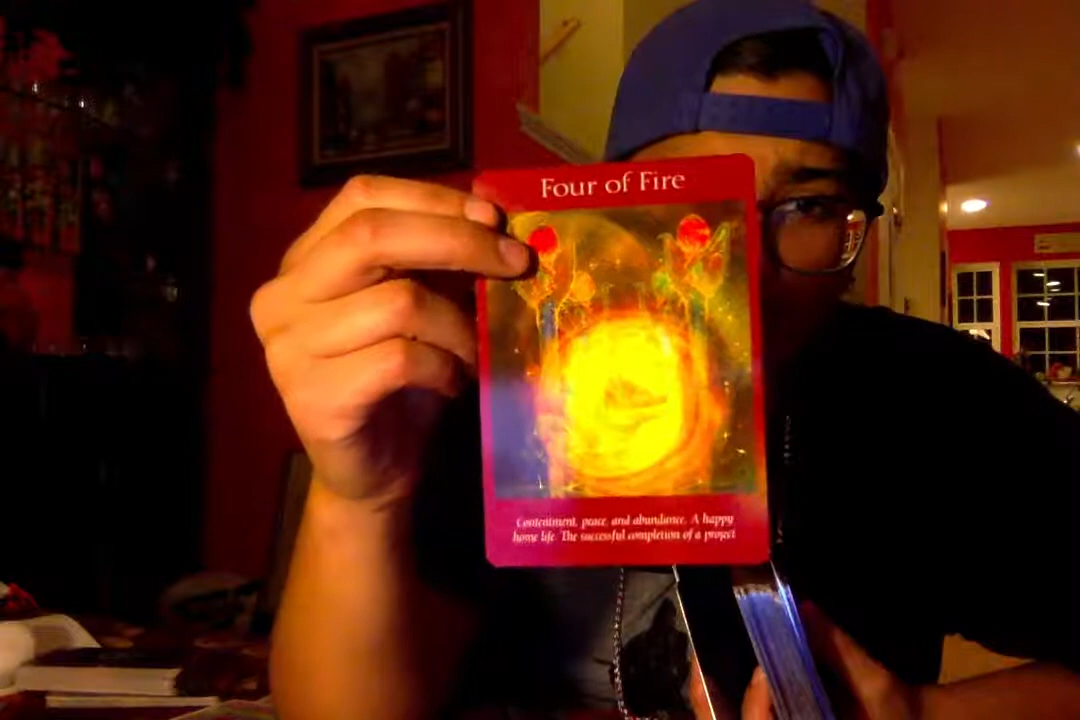 Four of Fire
Contentment, peace, and abundance. A happy
home life. The successful completion of a project